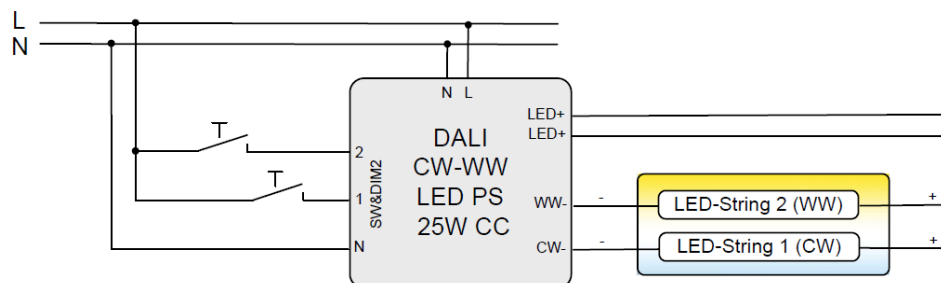 L
N
N L
LED+
LED+
DALI
CW-WW
LED PS
25W CC
SW&DIM2
2
1
N
WW-
CW-
-
-
LED-String 2 (WW)
LED-String 1 (CW)
+
+